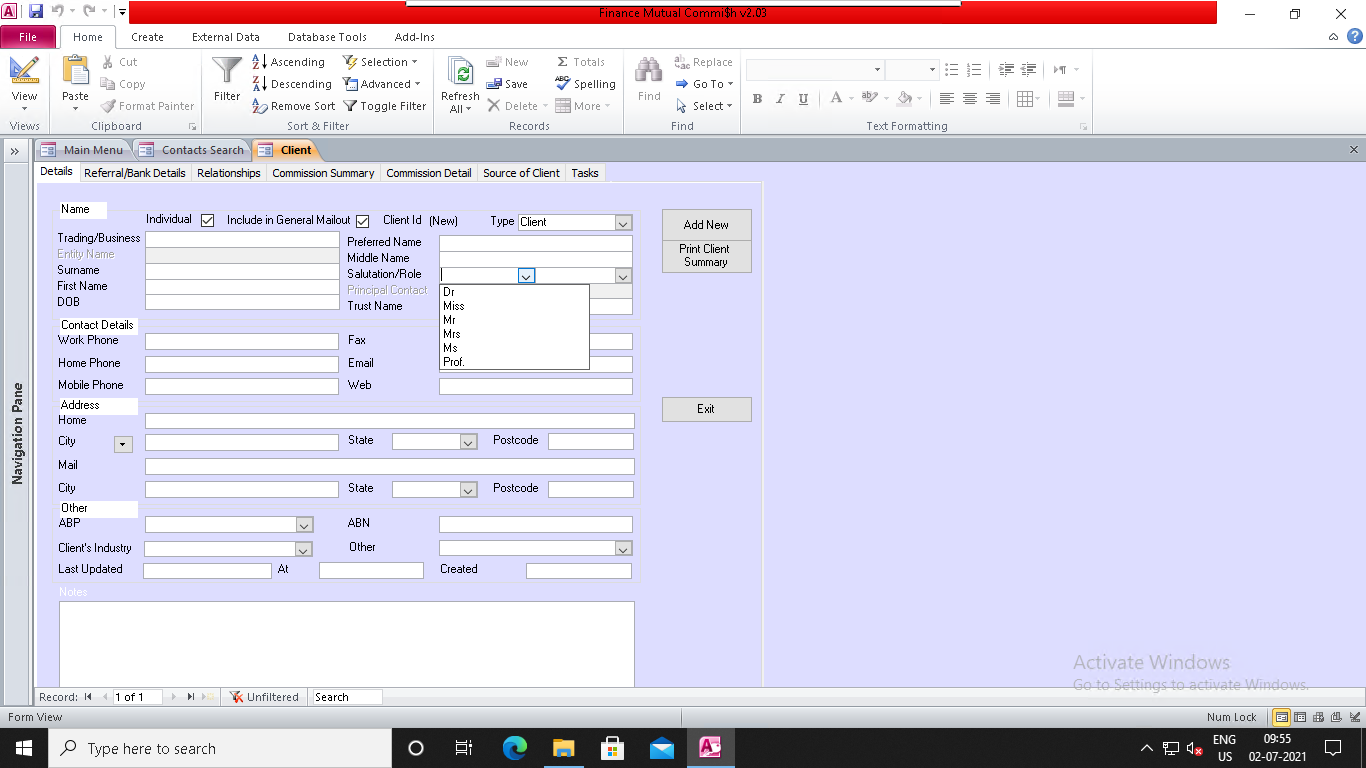 Finance Mutual Commi$h v2.03
File Home Create External Data Database Tools Add-Ins
View Paste Cut Copy Format Painter Filter Ascending Descending Remove Sort Selection Advanced Toggle Filter Refresh All New Save Delete Totals Spelling More Find Replace Go To Select B I U A ab
Views Clipboard Sort & Filter Records Find Text Formatting
» Main Menu Contacts Search Client
Details Referral/Bank Details Relationships Commission Summary Commission Detail Source of Client Tasks
Name
Individual Include in General Mailout Client Id (New) Type Client
Trading/Business Preferred Name
Entity Name Middle Name
Surname Salutation/Role
First Name Principal Contact
DOB Trust Name
Dr
Miss
Mr
Mrs
Ms
Prof.
Add New
Print Client
Summary
Contact Details
Work Phone Fax
Home Phone Email
Mobile Phone Web
Address
Home
City State Postcode
Mail
City State Postcode
Exit
Other
ABP ABN
Client's Industry Other
Last Updated At Created
Notes
Navigation Pane
Activate Windows
Go to Settings to activate Windows.
Record: 1 of 1 Unfiltered Search
Form View Num Lock
Type here to search
ENG
US
09:55
02-07-2021